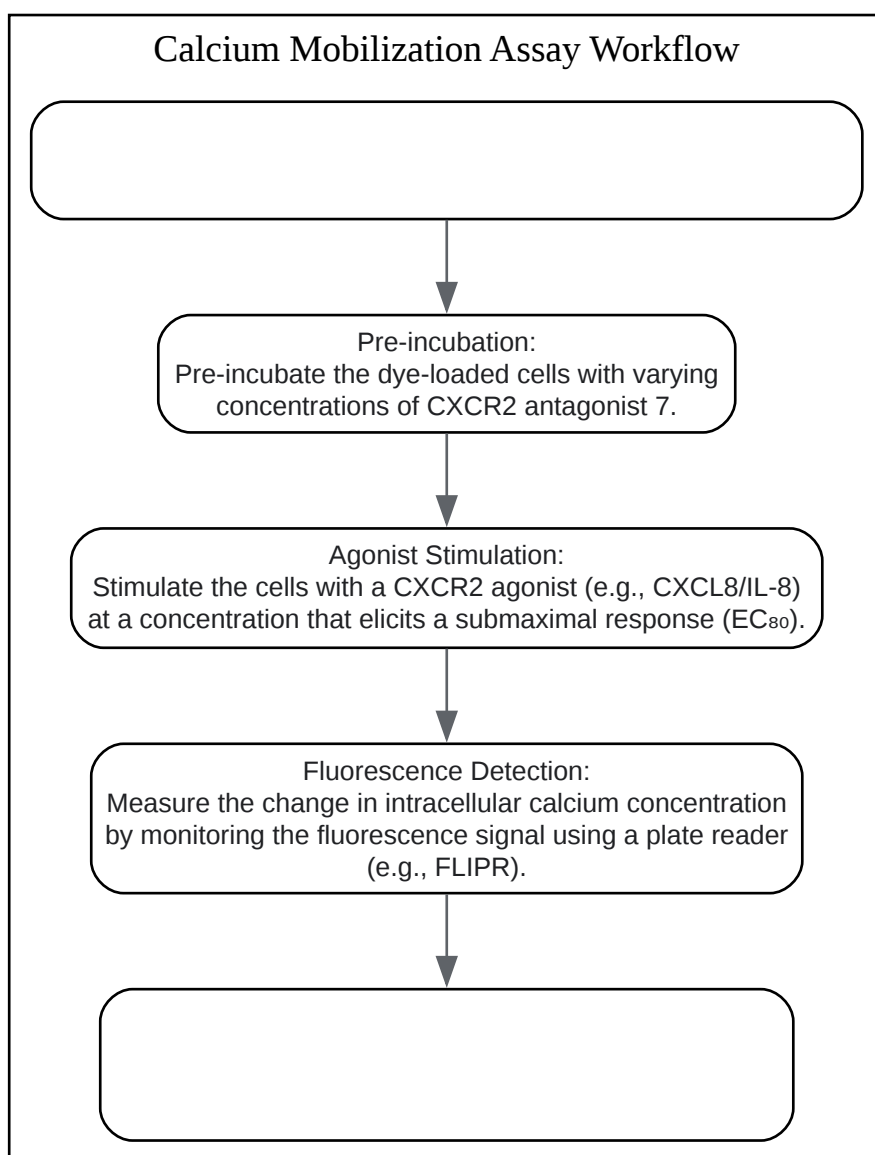 Calcium Mobilization Assay Workflow
Pre-incubation:
Pre-incubate the dye-loaded cells with varying
concentrations of CXCR2 antagonist 7.
Agonist Stimulation:
Stimulate the cells with a CXCR2 agonist (e.g., CXCL8/IL-8)
at a concentration that elicits a submaximal response (EC₈₀).
Fluorescence Detection:
Measure the change in intracellular calcium concentration
by monitoring the fluorescence signal using a plate reader
(e.g., FLIPR).